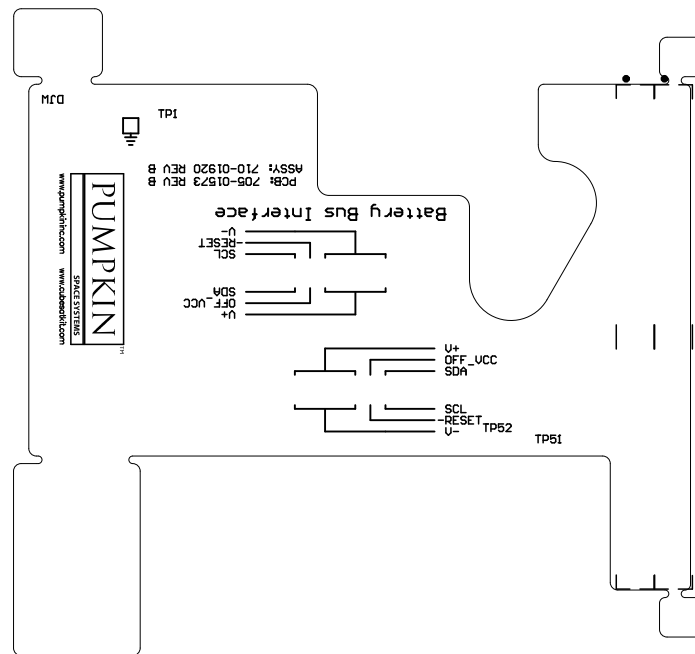 DJW
TP1
ASSY: 710-01920 REV B
PCB: 705-01573 REV B
Battery Bus Interface
V-
-RESET
SCL
SDA
OFF_VCC
V+
PUMPKIN
SPACE SYSTEMS
www.pumpkininc.com www.cubesatkit.com
TM
V+
OFF_VCC
SDA
SCL
-RESET
V-
TP52
TP51